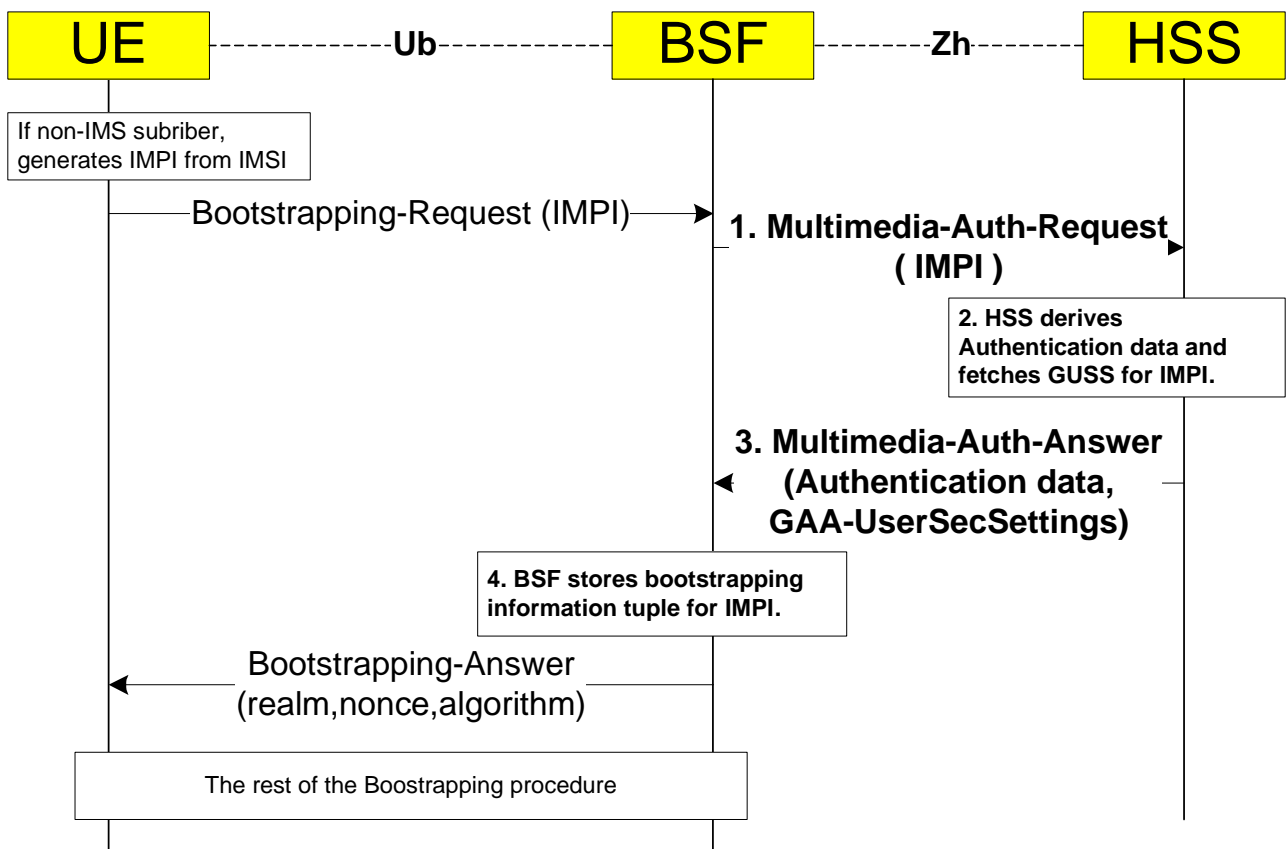 UE
Ub
BSF
Zh
HSS
If non-IMS subriber,
generates IMPI from IMSI
Bootstrapping-Request (IMPI)
1. Multimedia-Auth-Request
( IMPI )
2. HSS derives
Authentication data and
fetches GUSS for IMPI.
3. Multimedia-Auth-Answer
(Authentication data,
GAA-UserSecSettings)
4. BSF stores bootstrapping
information tuple for IMPI.
Bootstrapping-Answer
(realm,nonce,algorithm)
The rest of the Boostrapping procedure